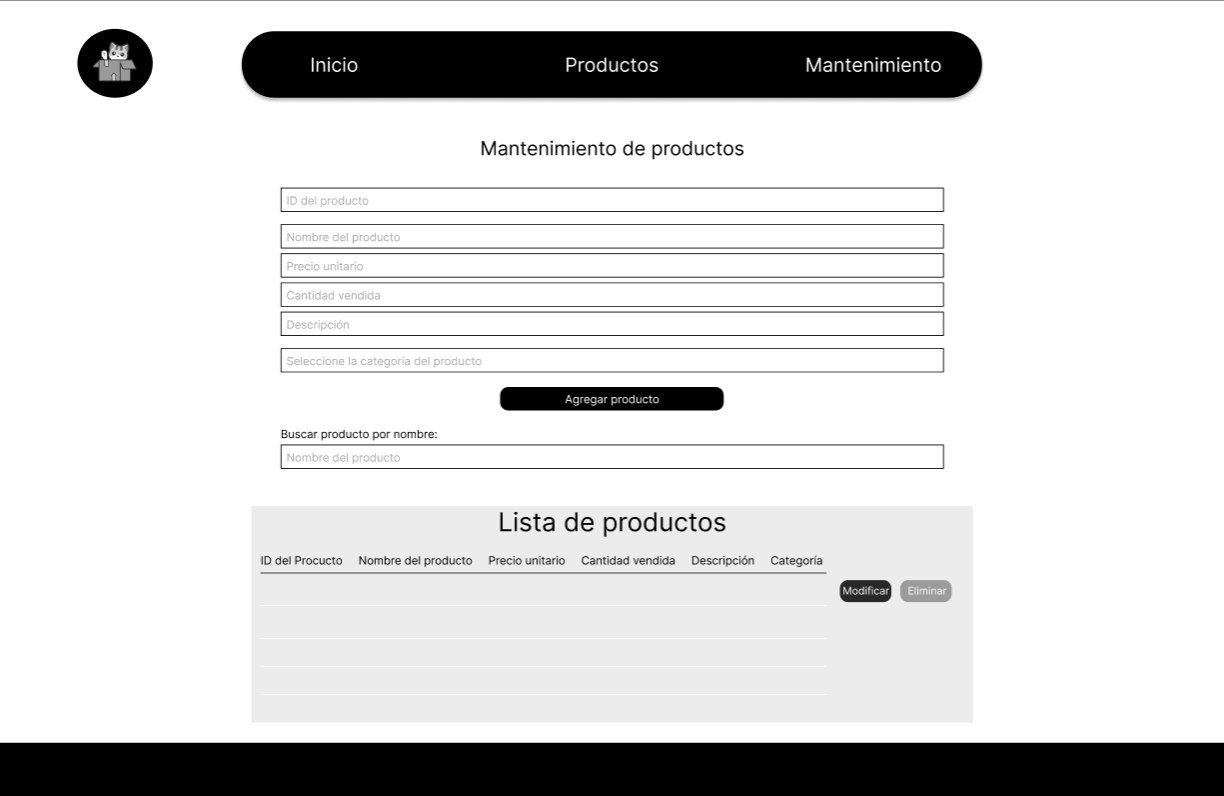 Inicio Productos Mantenimiento
Mantenimiento de productos
ID del producto
Nombre del producto
Precio unitario
Cantidad vendida
Descripción
Seleccione la categoría del producto
Agregar producto
Buscar producto por nombre:
Nombre del producto
Lista de productos
ID del Procucto Nombre del producto Precio unitario Cantidad vendida Descripción Categoría
Modificar Eliminar